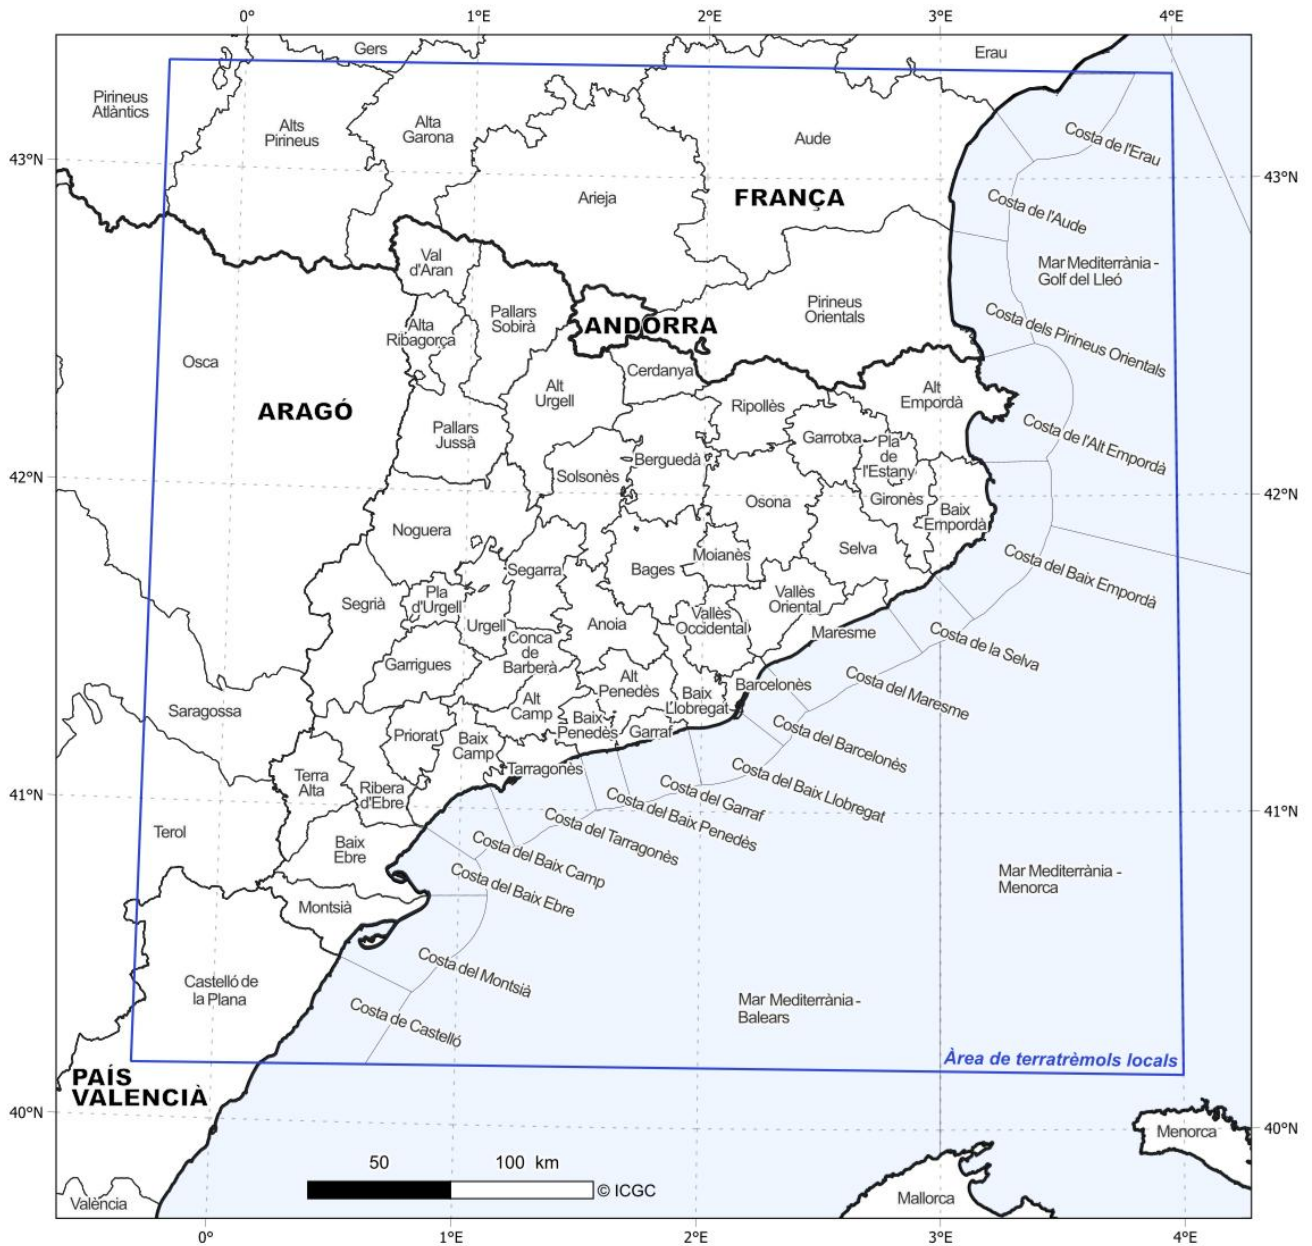 0°
1°E
2°E
3°E
4°E
Gers
Erau
Pirineus
Atlàntics
Alts
Pirineus
Alta
Garona
Aude
Costa de l'Erau
43°N
43°N
Arieja
FRANÇA
Costa de l'Aude
Val
d'Aran
Mar Mediterrània -
Golf del Lleó
Pallars
Sobirà
Pirineus
Orientals
Costa dels Pirineus Orientals
ANDORRA
Alta
Ribagorça
Osca
Cerdanya
Alt
Urgell
Alt
Empordà
ARAGÓ
Ripollès
Pallars
Jussà
Garrotxa
Pla
de
l'Estany
Costa de l'Alt Empordà
Berguedà
Solsonès
42°N
42°N
Osona
Gironès
Baix
Empordà
Noguera
Selva
Moianès
Costa del Baix Empordà
Segarra
Bages
Segrià
Pla
d'Urgell
Vallès
Oriental
Urgell
Anoia
Vallès
Occidental
Maresme
Costa de la Selva
Conca
de
Barberà
Garrigues
Alt
Penedès
Barcelonès
Costa del Maresme
Saragossa
Alt
Camp
Baix
Llobregat
Baix
Penedès
Garraf
Costa del Barcelonès
Priorat
Baix
Camp
Tarragonès
Costa del Baix Llobregat
Terra
Alta
Ribera
d'Ebre
Costa del Garraf
Costa del Baix Penedès
41°N
41°N
Terol
Costa del Tarragonès
Baix
Ebre
Costa del Baix Camp
Costa del Baix Ebre
Mar Mediterrània -
Menorca
Montsià
Costa del Montsià
Castelló de
la Plana
Costa de Castelló
Mar Mediterrània -
Balears
Àrea de terratrèmols locals
PAÍS
VALENCIÀ
40°N
40°N
Menorca
50 100 km
© ICGC
València
Mallorca
0°
1°E
2°E
3°E
4°E